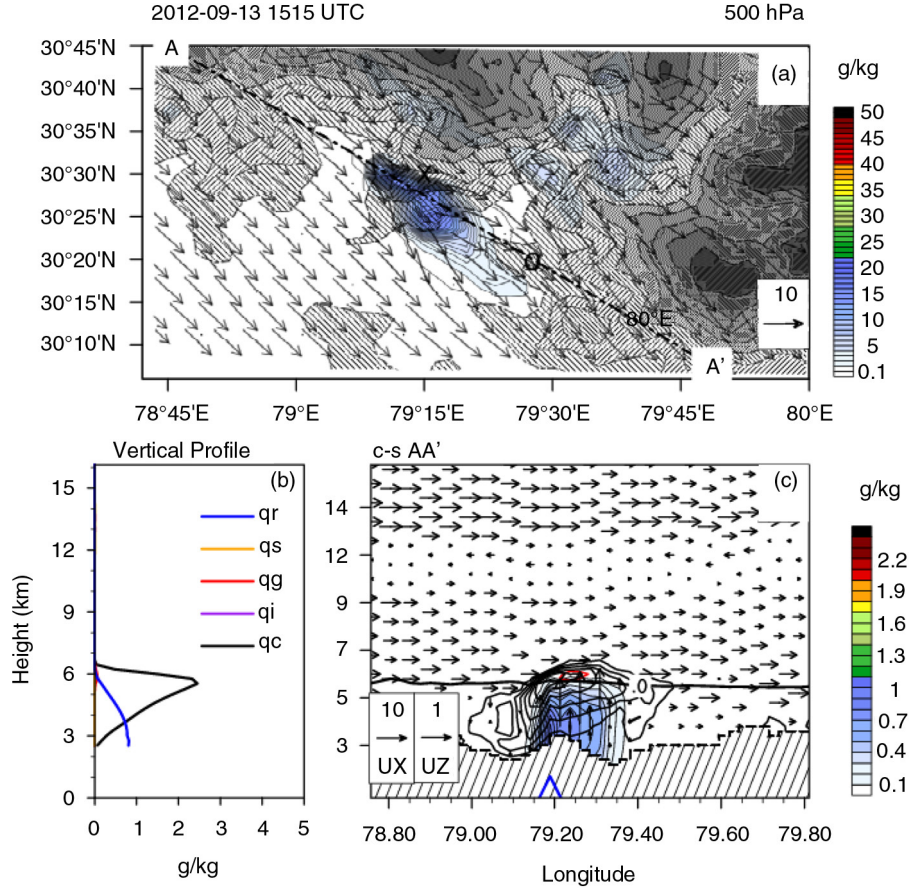 2012-09-13 1515 UTC 500 hPa
30°45'N A
30°40'N (a) g/kg
30°35'N 50
30°30'N X 45
40
35
30°25'N 30
25
30°20'N O 20
10 15
30°15'N 10
80°E
30°10'N 5
A' 0.1
78°45'E 79°E 79°15'E 79°30'E 79°45'E 80°E
Vertical Profile c-s AA'
15 (b) (c) g/kg
qr 14
12 qs 12 2.2
qg 1.9
9 qi 9 1.6
qc 1.3
Height (km) 7 1
6 0
5 0.7
10 1
3 3 0.4
UX UZ 0.1
0
0 1 2 3 4 5 78.80 79.00 79.20 79.40 79.60 79.80
g/kg Longitude